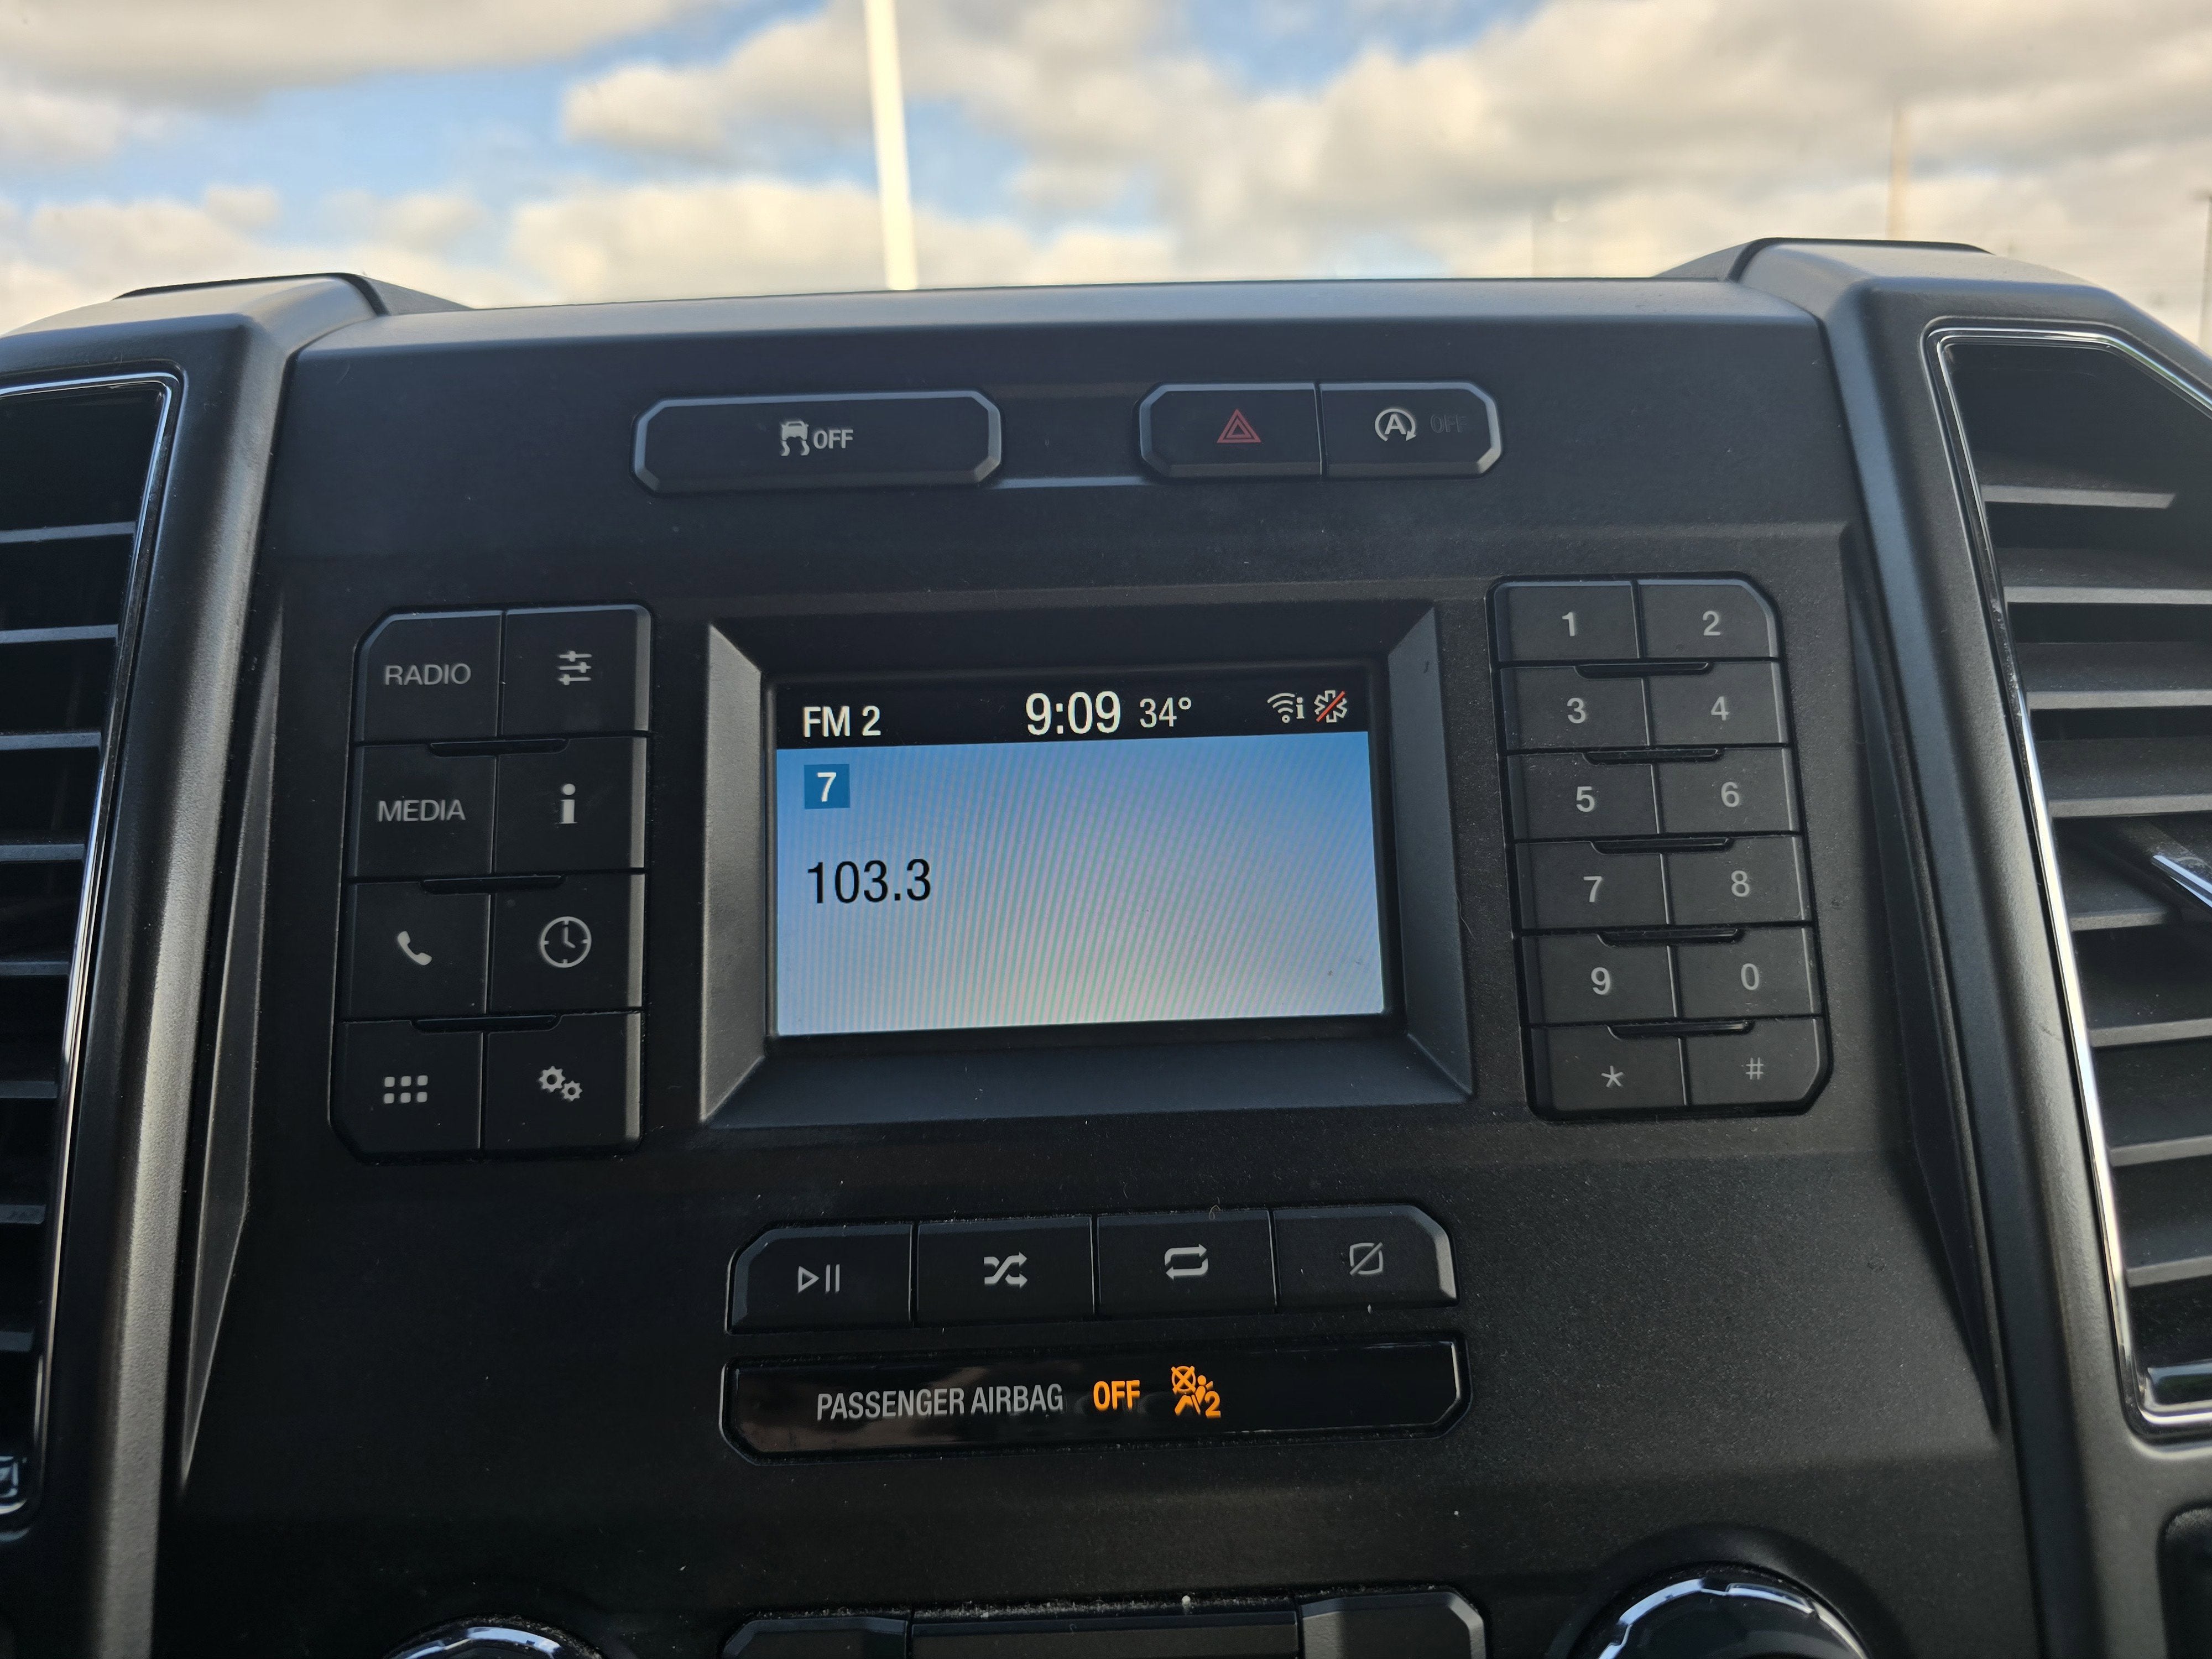 OFF
A OFF
RADIO
MEDIA
FM 2 9:09 34° i
7
103.3
1 2
3 4
5 6
7 8
9 0
* #
PASSENGER AIRBAG OFF 2